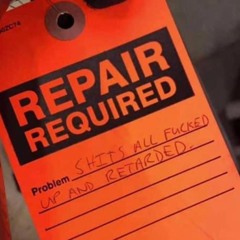 REPAIR
REQUIRED
Problem SHITS ALL FUCKED
UP AND RETARDED.